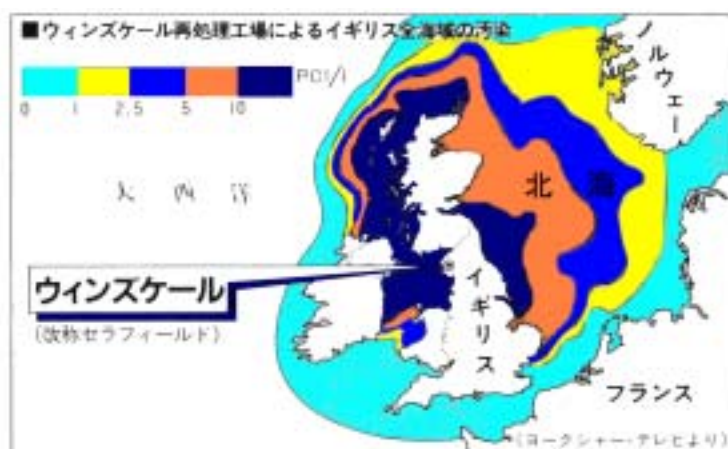 ■ウィンズケール再処理工場によるイギリス全海域の汚染
PCi/l
0 1 2.5 5 10
ノルウェー
大西洋
北海
ウィンズケール
(改称セラフィールド)
イギリス
フランス
(ヨークシャー・テレビより)